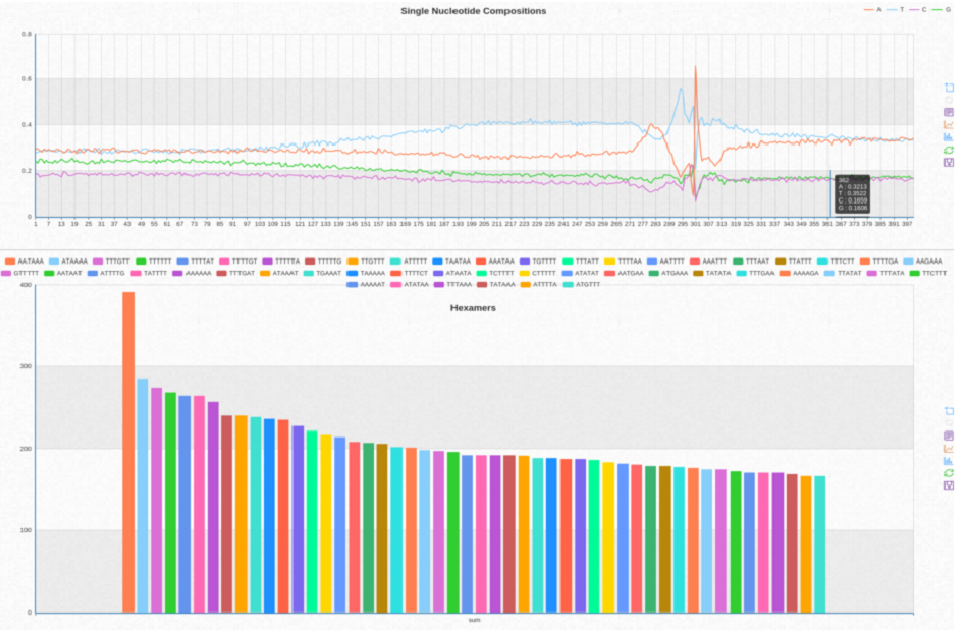 Single Nucleotide Compositions
A T C G
0.8
0.6
0.4
0.2
0
362
A : 0.3213
T : 0.3522
C : 0.1659
G : 0.1606
1 7 13 19 25 31 37 43 49 55 61 67 73 79 85 91 97 103 109 115 121 127 133 139 145 151 157 163 169 175 181 187 193 199 205 211 217 223 229 235 241 247 253 259 265 271 277 283 289 295 301 307 313 319 325 331 337 343 349 355 361 367 373 379 385 391 397
AATAAA ATAAAA TTTGTT TTTTTT TTTTAT TTTTGT TTTTTA TTTTTG TTGTTT ATTTTT TAATAA AAATAA TGTTTT TTTATT TTTTAA AATTTT AAATTT TTTAAT TTATTT TTTCTT TTTTGA AAGAAA
GTTTTT AATAAT ATTTTG TATTTT AAAAAA TTTGAT ATAAAT TGAAAT TAAAAA TTTTCT ATAATA TCTTTT CTTTTT ATATAT AATGAA ATGAAA TATATA TTTGAA AAAAGA TTATAT TTTATA TTCTTT
AAAAAT ATATAA TTTAAA TATAAA ATTTTA ATGTTT
Hexamers
400
300
200
100
0
sum